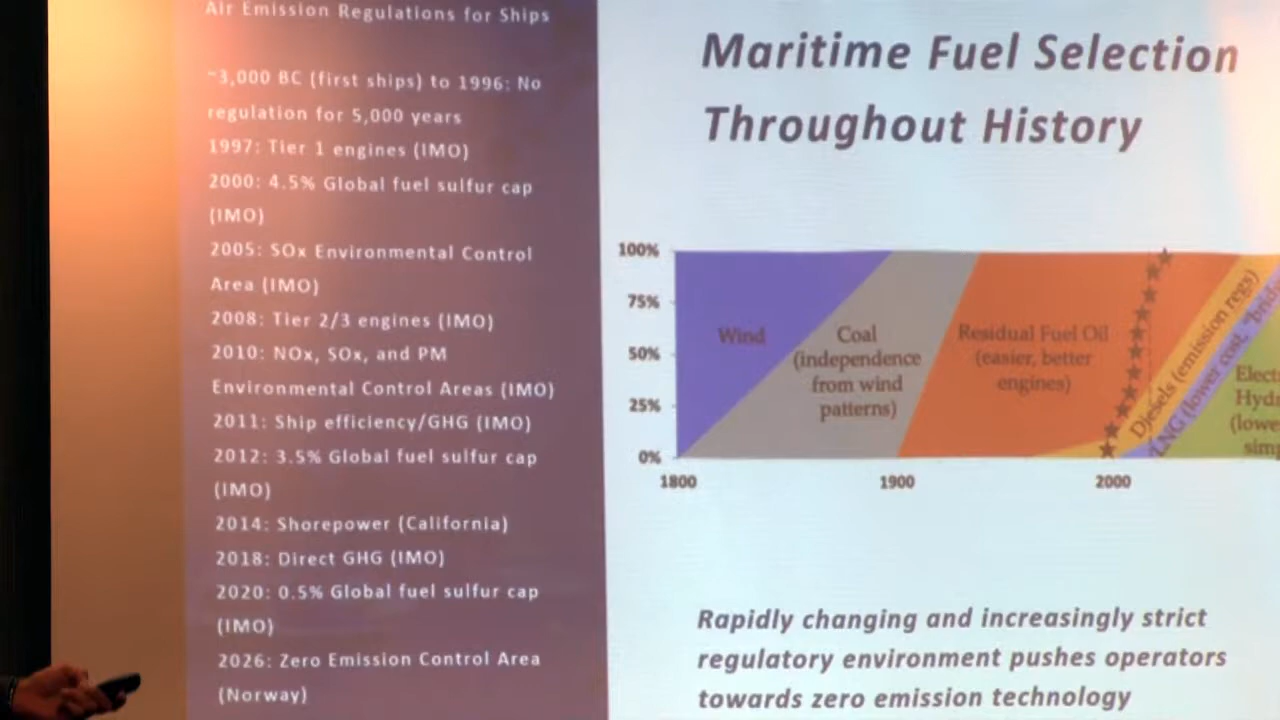 Air Emission Regulations for Ships
~3,000 BC (first ships) to 1996: No
regulation for 5,000 years
1997: Tier 1 engines (IMO)
2000: 4.5% Global fuel sulfur cap
(IMO)
2005: SOx Environmental Control
Area (IMO)
2008: Tier 2/3 engines (IMO)
2010: NOx, SOx, and PM
Environmental Control Areas (IMO)
2011: Ship efficiency/GHG (IMO)
2012: 3.5% Global fuel sulfur cap
(IMO)
2014: Shorepower (California)
2018: Direct GHG (IMO)
2020: 0.5% Global fuel sulfur cap
(IMO)
2026: Zero Emission Control Area
(Norway)
Maritime Fuel Selection
Throughout History
100%
75%
50%
25%
0%
Wind
Coal
(independence
from wind
patterns)
Residual Fuel Oil
(easier, better
engines)
Diesels (emission regs)
LNG (lower cost,
1800
1900
2000
Rapidly changing and increasingly strict
regulatory environment pushes operators
towards zero emission technology